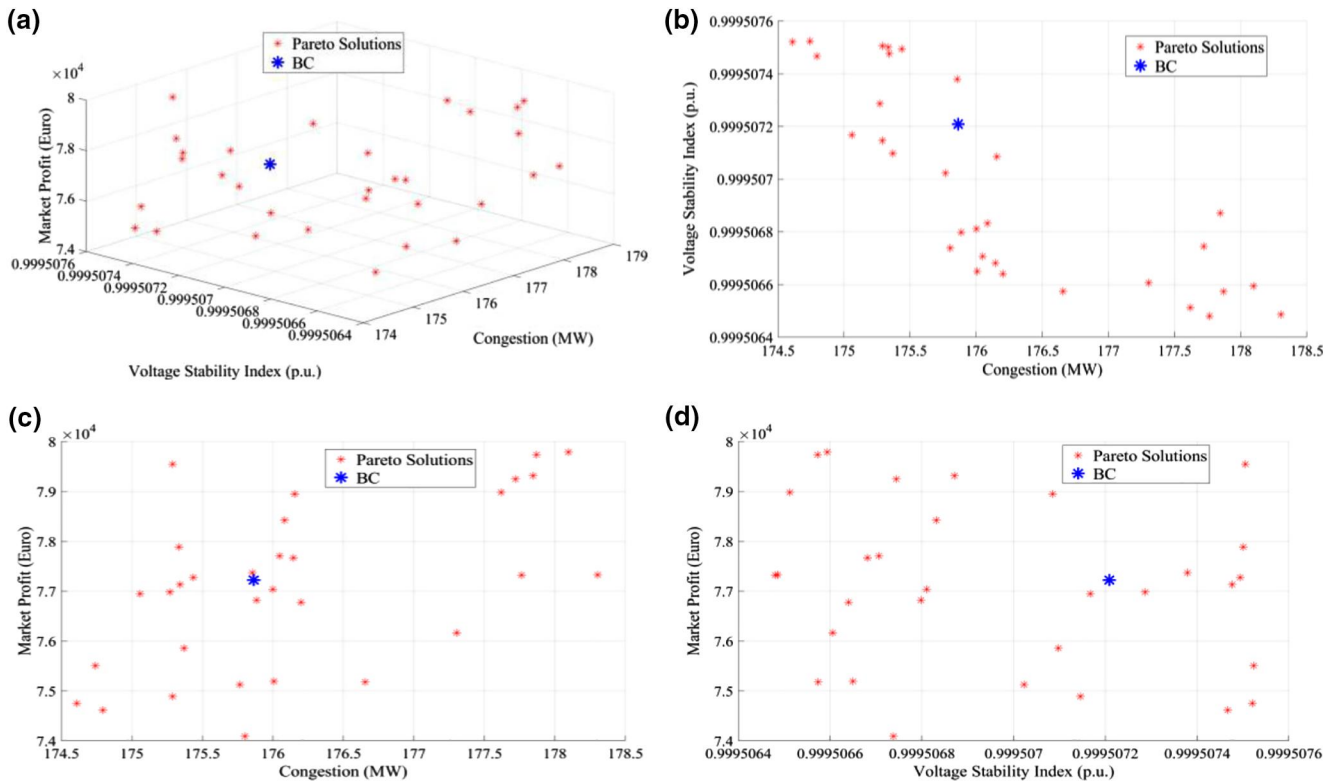 (a)
Pareto Solutions
BC
×10⁴
8
7.8
7.6
7.4
Market Profit (Euro)
0.9995076
0.9995074
0.9995072
0.999507
0.9995068
0.9995066
0.9995064
Voltage Stability Index (p.u.)
174
175
176
177
178
179
Congestion (MW)
(b)
Pareto Solutions
BC
0.9995076
0.9995074
0.9995072
0.999507
0.9995068
0.9995066
0.9995064
Voltage Stability Index (p.u.)
174.5 175 175.5 176 176.5 177 177.5 178 178.5
Congestion (MW)
(c)
×10⁴
Pareto Solutions
BC
8
7.9
7.8
7.7
7.6
7.5
7.4
Market Profit (Euro)
174.5 175 175.5 176 176.5 177 177.5 178 178.5
Congestion (MW)
(d)
×10⁴
Pareto Solutions
BC
8
7.9
7.8
7.7
7.6
7.5
7.4
Market Profit (Euro)
0.9995064 0.9995066 0.9995068 0.999507 0.9995072 0.9995074 0.9995076
Voltage Stability Index (p.u.)